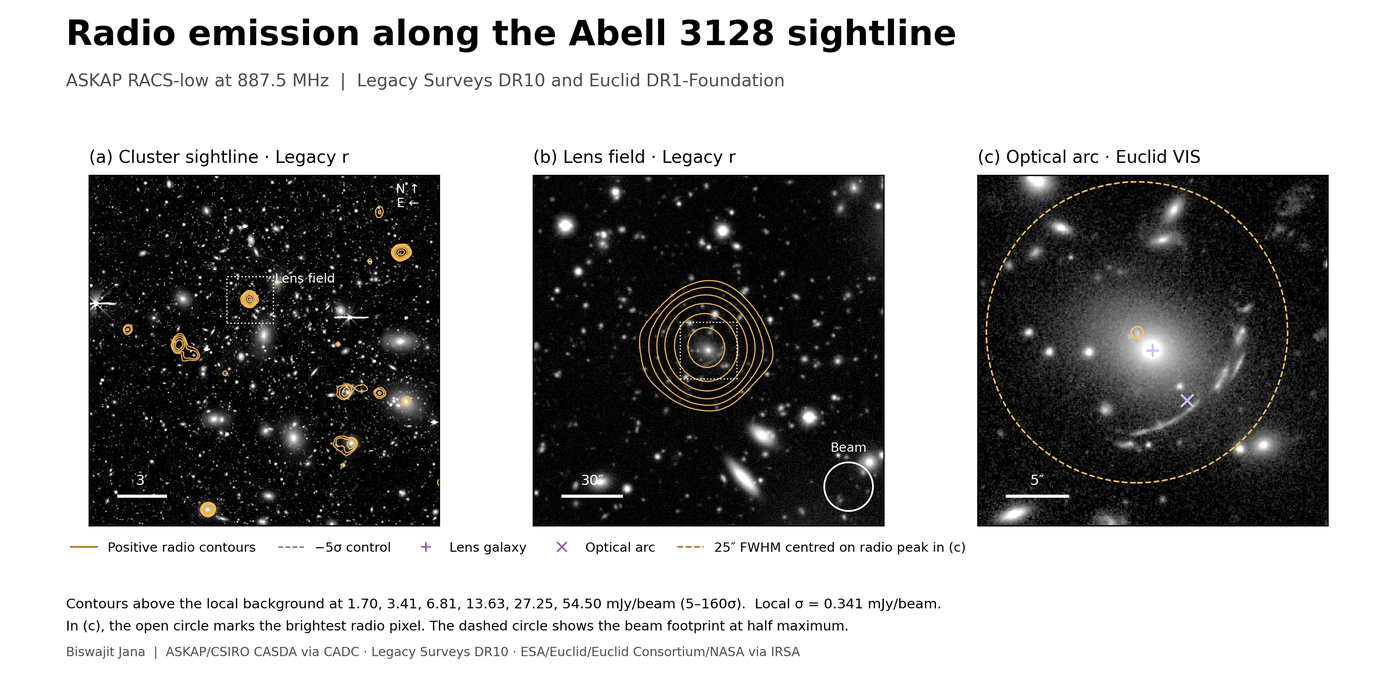 Radio emission along the Abell 3128 sightline
ASKAP RACS-low at 887.5 MHz | Legacy Surveys DR10 and Euclid DR1-Foundation
(a) Cluster sightline · Legacy r
(b) Lens field · Legacy r
(c) Optical arc · Euclid VIS
N ↑
E ←
Lens field
3′
30″
Beam
5″
Positive radio contours
−5σ control
Lens galaxy
Optical arc
25″ FWHM centred on radio peak in (c)
Contours above the local background at 1.70, 3.41, 6.81, 13.63, 27.25, 54.50 mJy/beam (5–160σ). Local σ = 0.341 mJy/beam.
In (c), the open circle marks the brightest radio pixel. The dashed circle shows the beam footprint at half maximum.
Biswajit Jana | ASKAP/CSIRO CASDA via CADC · Legacy Surveys DR10 · ESA/Euclid/Euclid Consortium/NASA via IRSA